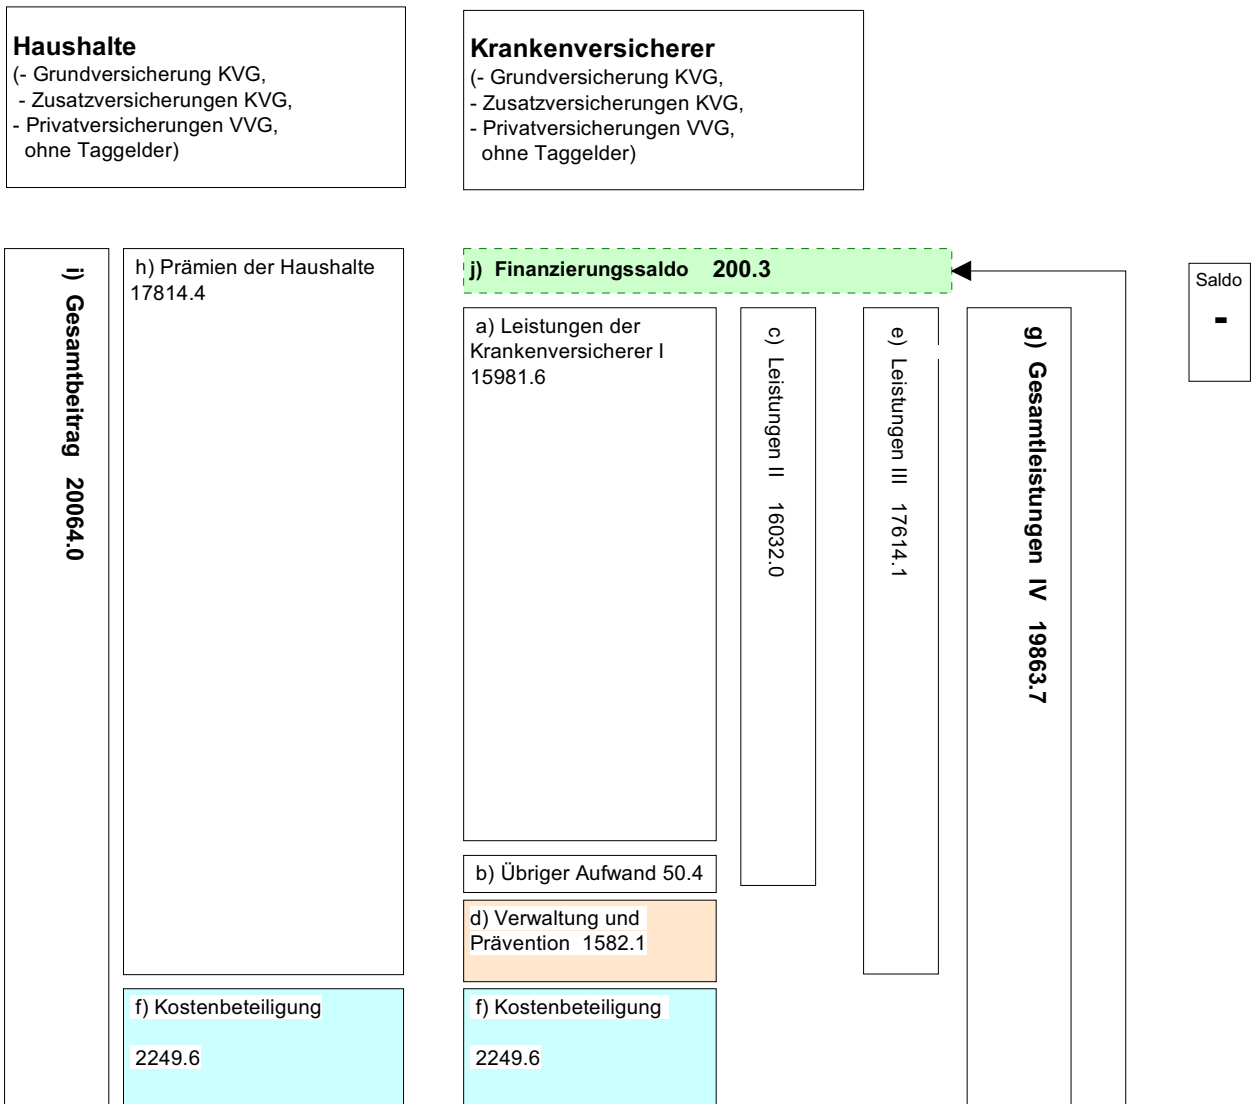 Haushalte
(- Grundversicherung KVG,
- Zusatzversicherungen KVG,
- Privatversicherungen VVG,
ohne Taggelder)
Krankenversicherer
(- Grundversicherung KVG,
- Zusatzversicherungen KVG,
- Privatversicherungen VVG,
ohne Taggelder)
i) Gesamtbeitrag 20064.0
h) Prämien der Haushalte
17814.4
j) Finanzierungssaldo 200.3
a) Leistungen der
Krankenversicherer I
15981.6
c) Leistungen II 16032.0
e) Leistungen III 17614.1
g) Gesamtleistungen IV 19863.7
Saldo
-
b) Übriger Aufwand 50.4
d) Verwaltung und
Prävention 1582.1
f) Kostenbeteiligung
2249.6
f) Kostenbeteiligung
2249.6